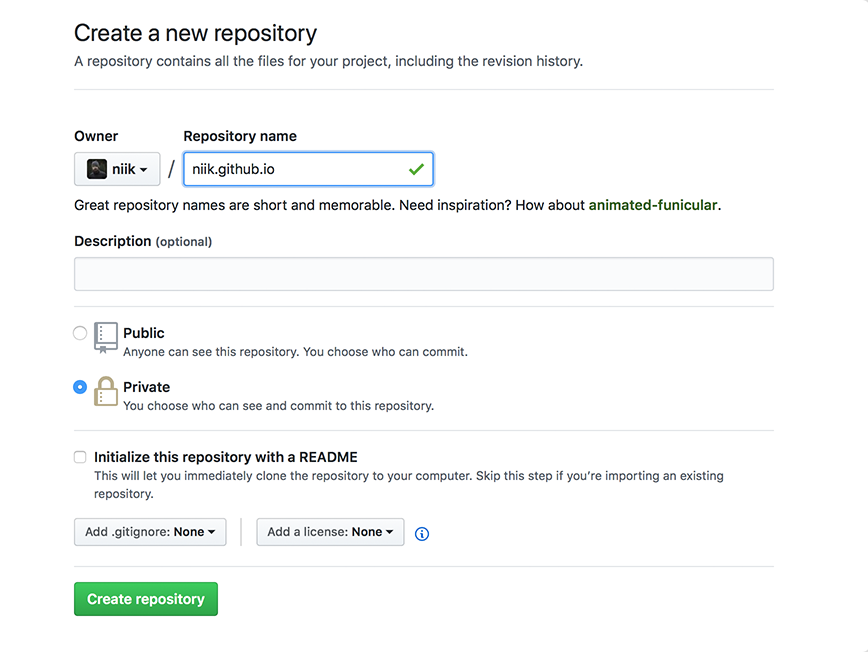 Create a new repository
A repository contains all the files for your project, including the revision history.
Owner
Repository name
niik
/
niik.github.io
Great repository names are short and memorable. Need inspiration? How about animated-funicular.
Description (optional)
Public
Anyone can see this repository. You choose who can commit.
Private
You choose who can see and commit to this repository.
Initialize this repository with a README
This will let you immediately clone the repository to your computer. Skip this step if you’re importing an existing
repository.
Add .gitignore: None
Add a license: None
Create repository